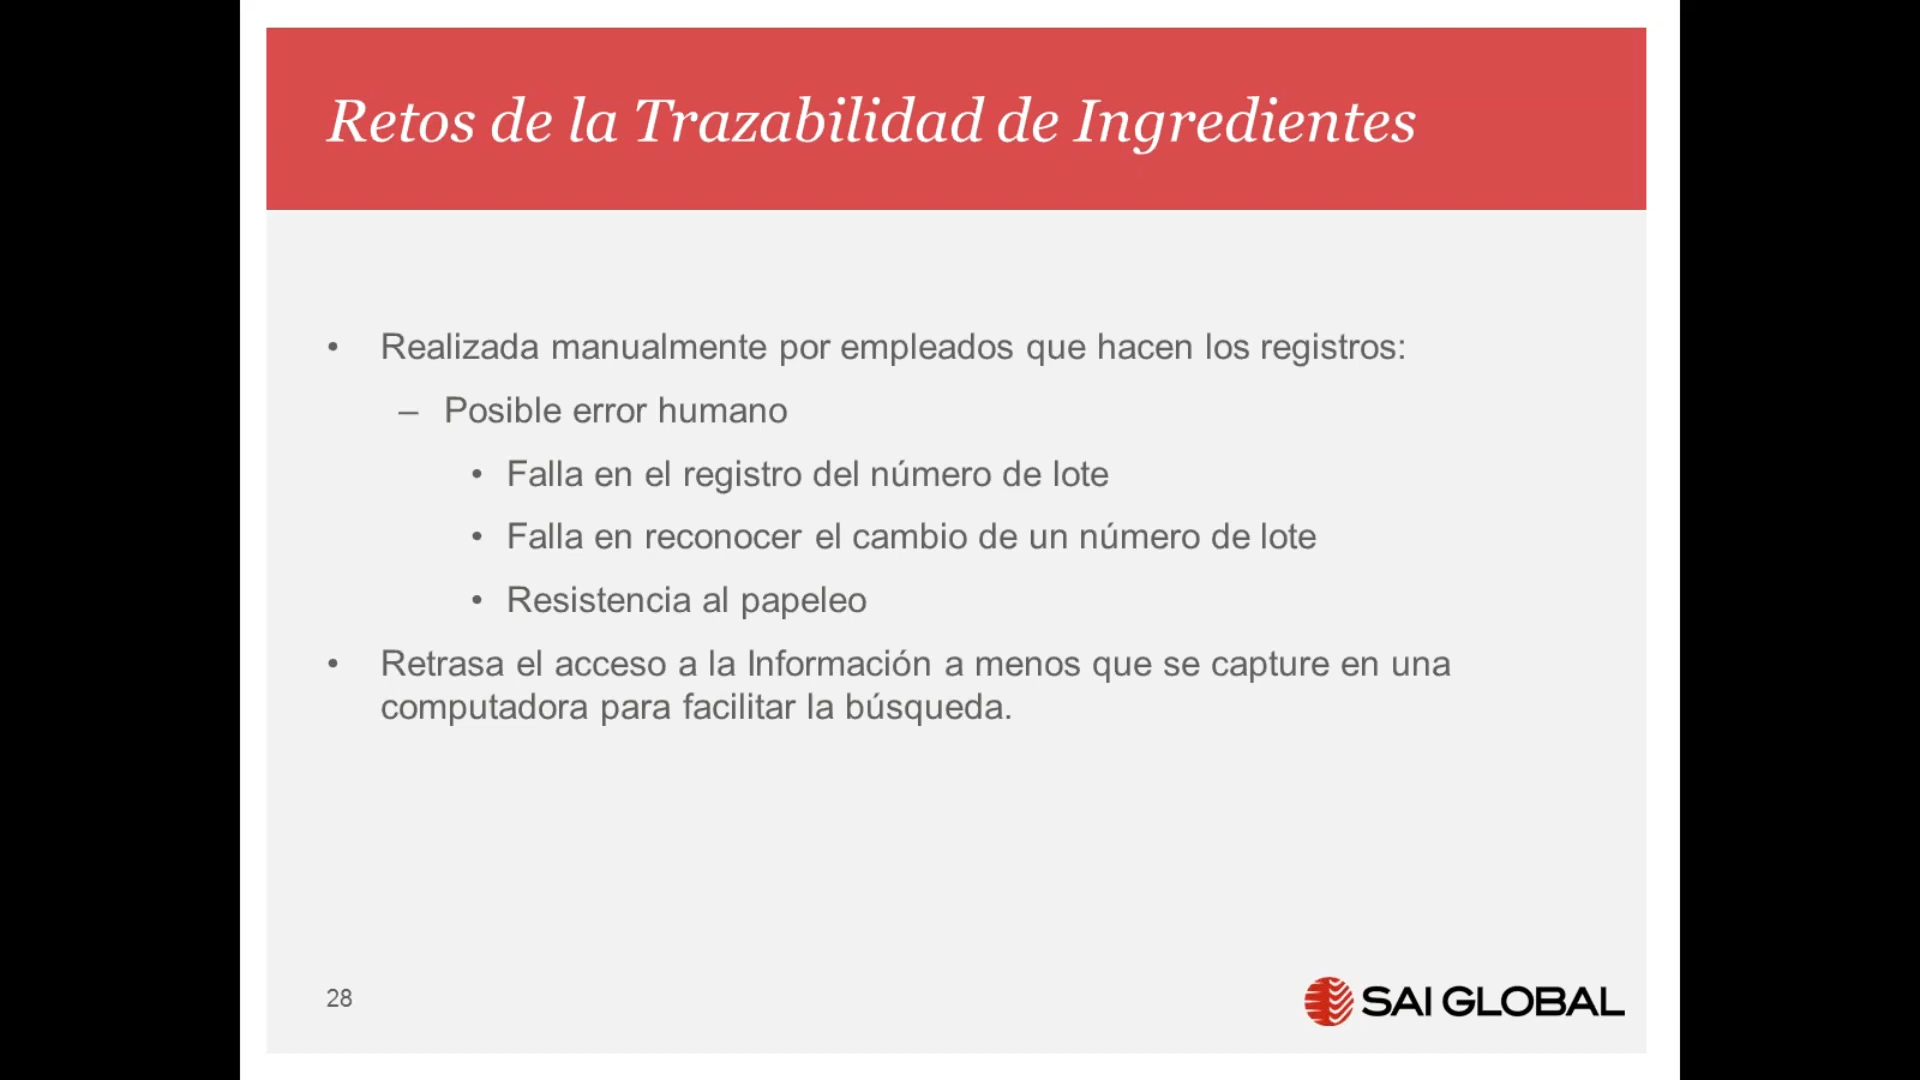 Retos de la Trazabilidad de Ingredientes
• Realizada manualmente por empleados que hacen los registros:
– Posible error humano
• Falla en el registro del número de lote
• Falla en reconocer el cambio de un número de lote
• Resistencia al papeleo
• Retrasa el acceso a la Información a menos que se capture en una
computadora para facilitar la búsqueda.
28
SAI GLOBAL